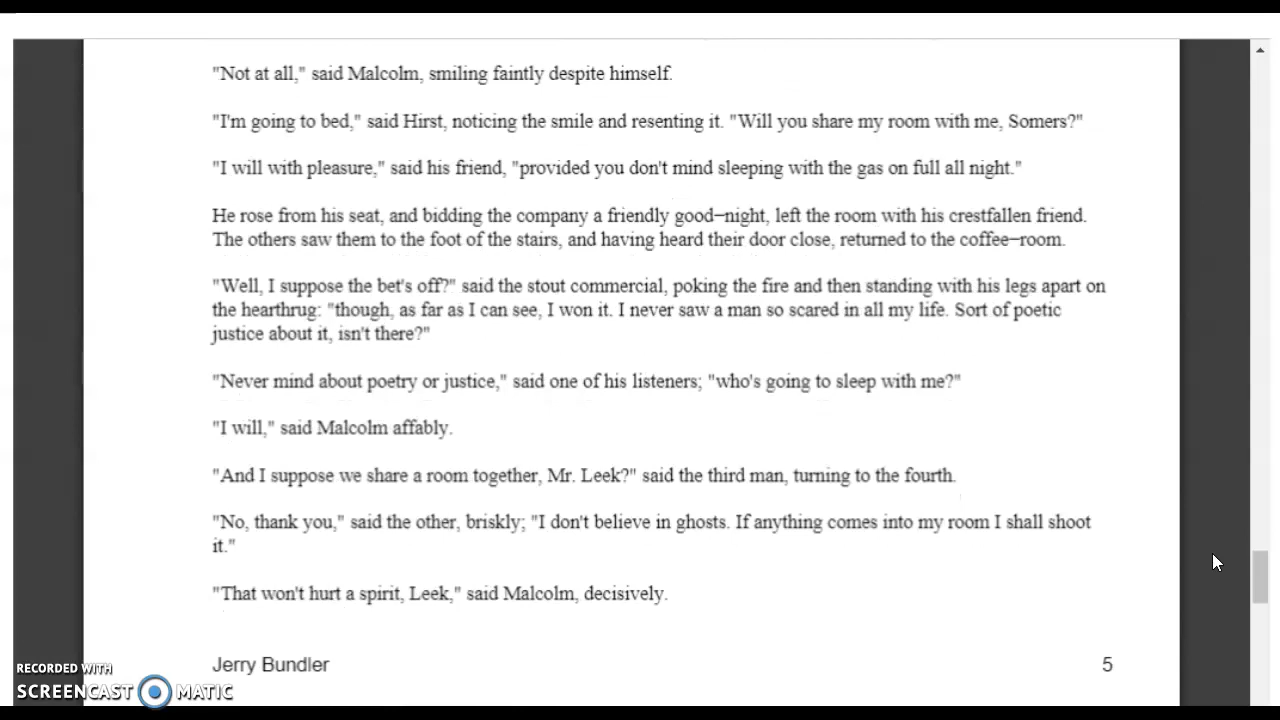 "Not at all," said Malcolm, smiling faintly despite himself.
"I'm going to bed," said Hirst, noticing the smile and resenting it. "Will you share my room with me, Somers?"
"I will with pleasure," said his friend, "provided you don't mind sleeping with the gas on full all night."
He rose from his seat, and bidding the company a friendly good−night, left the room with his crestfallen friend.
The others saw them to the foot of the stairs, and having heard their door close, returned to the coffee−room.
"Well, I suppose the bet's off?" said the stout commercial, poking the fire and then standing with his legs apart on
the hearthrug: "though, as far as I can see, I won it. I never saw a man so scared in all my life. Sort of poetic
justice about it, isn't there?"
"Never mind about poetry or justice," said one of his listeners; "who's going to sleep with me?"
"I will," said Malcolm affably.
"And I suppose we share a room together, Mr. Leek?" said the third man, turning to the fourth.
"No, thank you," said the other, briskly; "I don't believe in ghosts. If anything comes into my room I shall shoot
it."
"That won't hurt a spirit, Leek," said Malcolm, decisively.
Jerry Bundler 5
RECORDED WITH
SCREENCAST MATIC